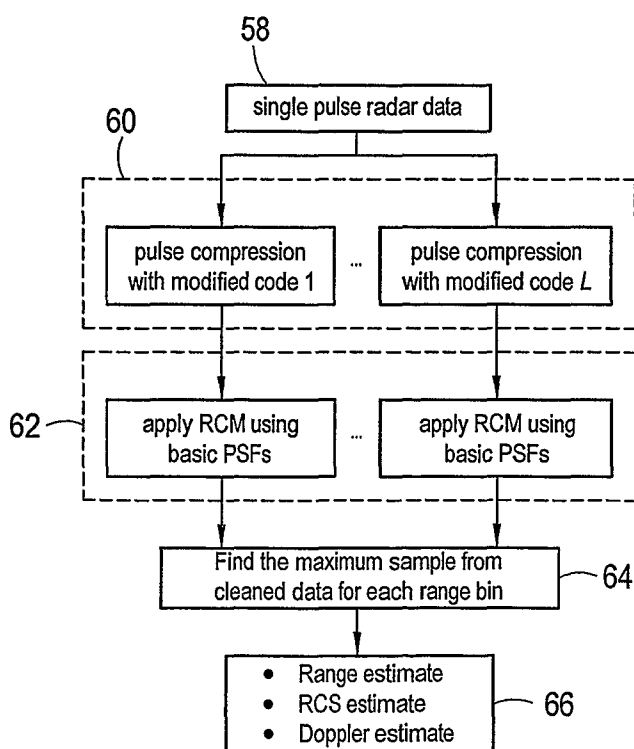 58
single pulse radar data
60
pulse compression
with modified code 1
...
pulse compression
with modified code L
62
apply RCM using
basic PSFs
...
apply RCM using
basic PSFs
Find the maximum sample from
cleaned data for each range bin
64
• Range estimate
• RCS estimate
• Doppler estimate
66